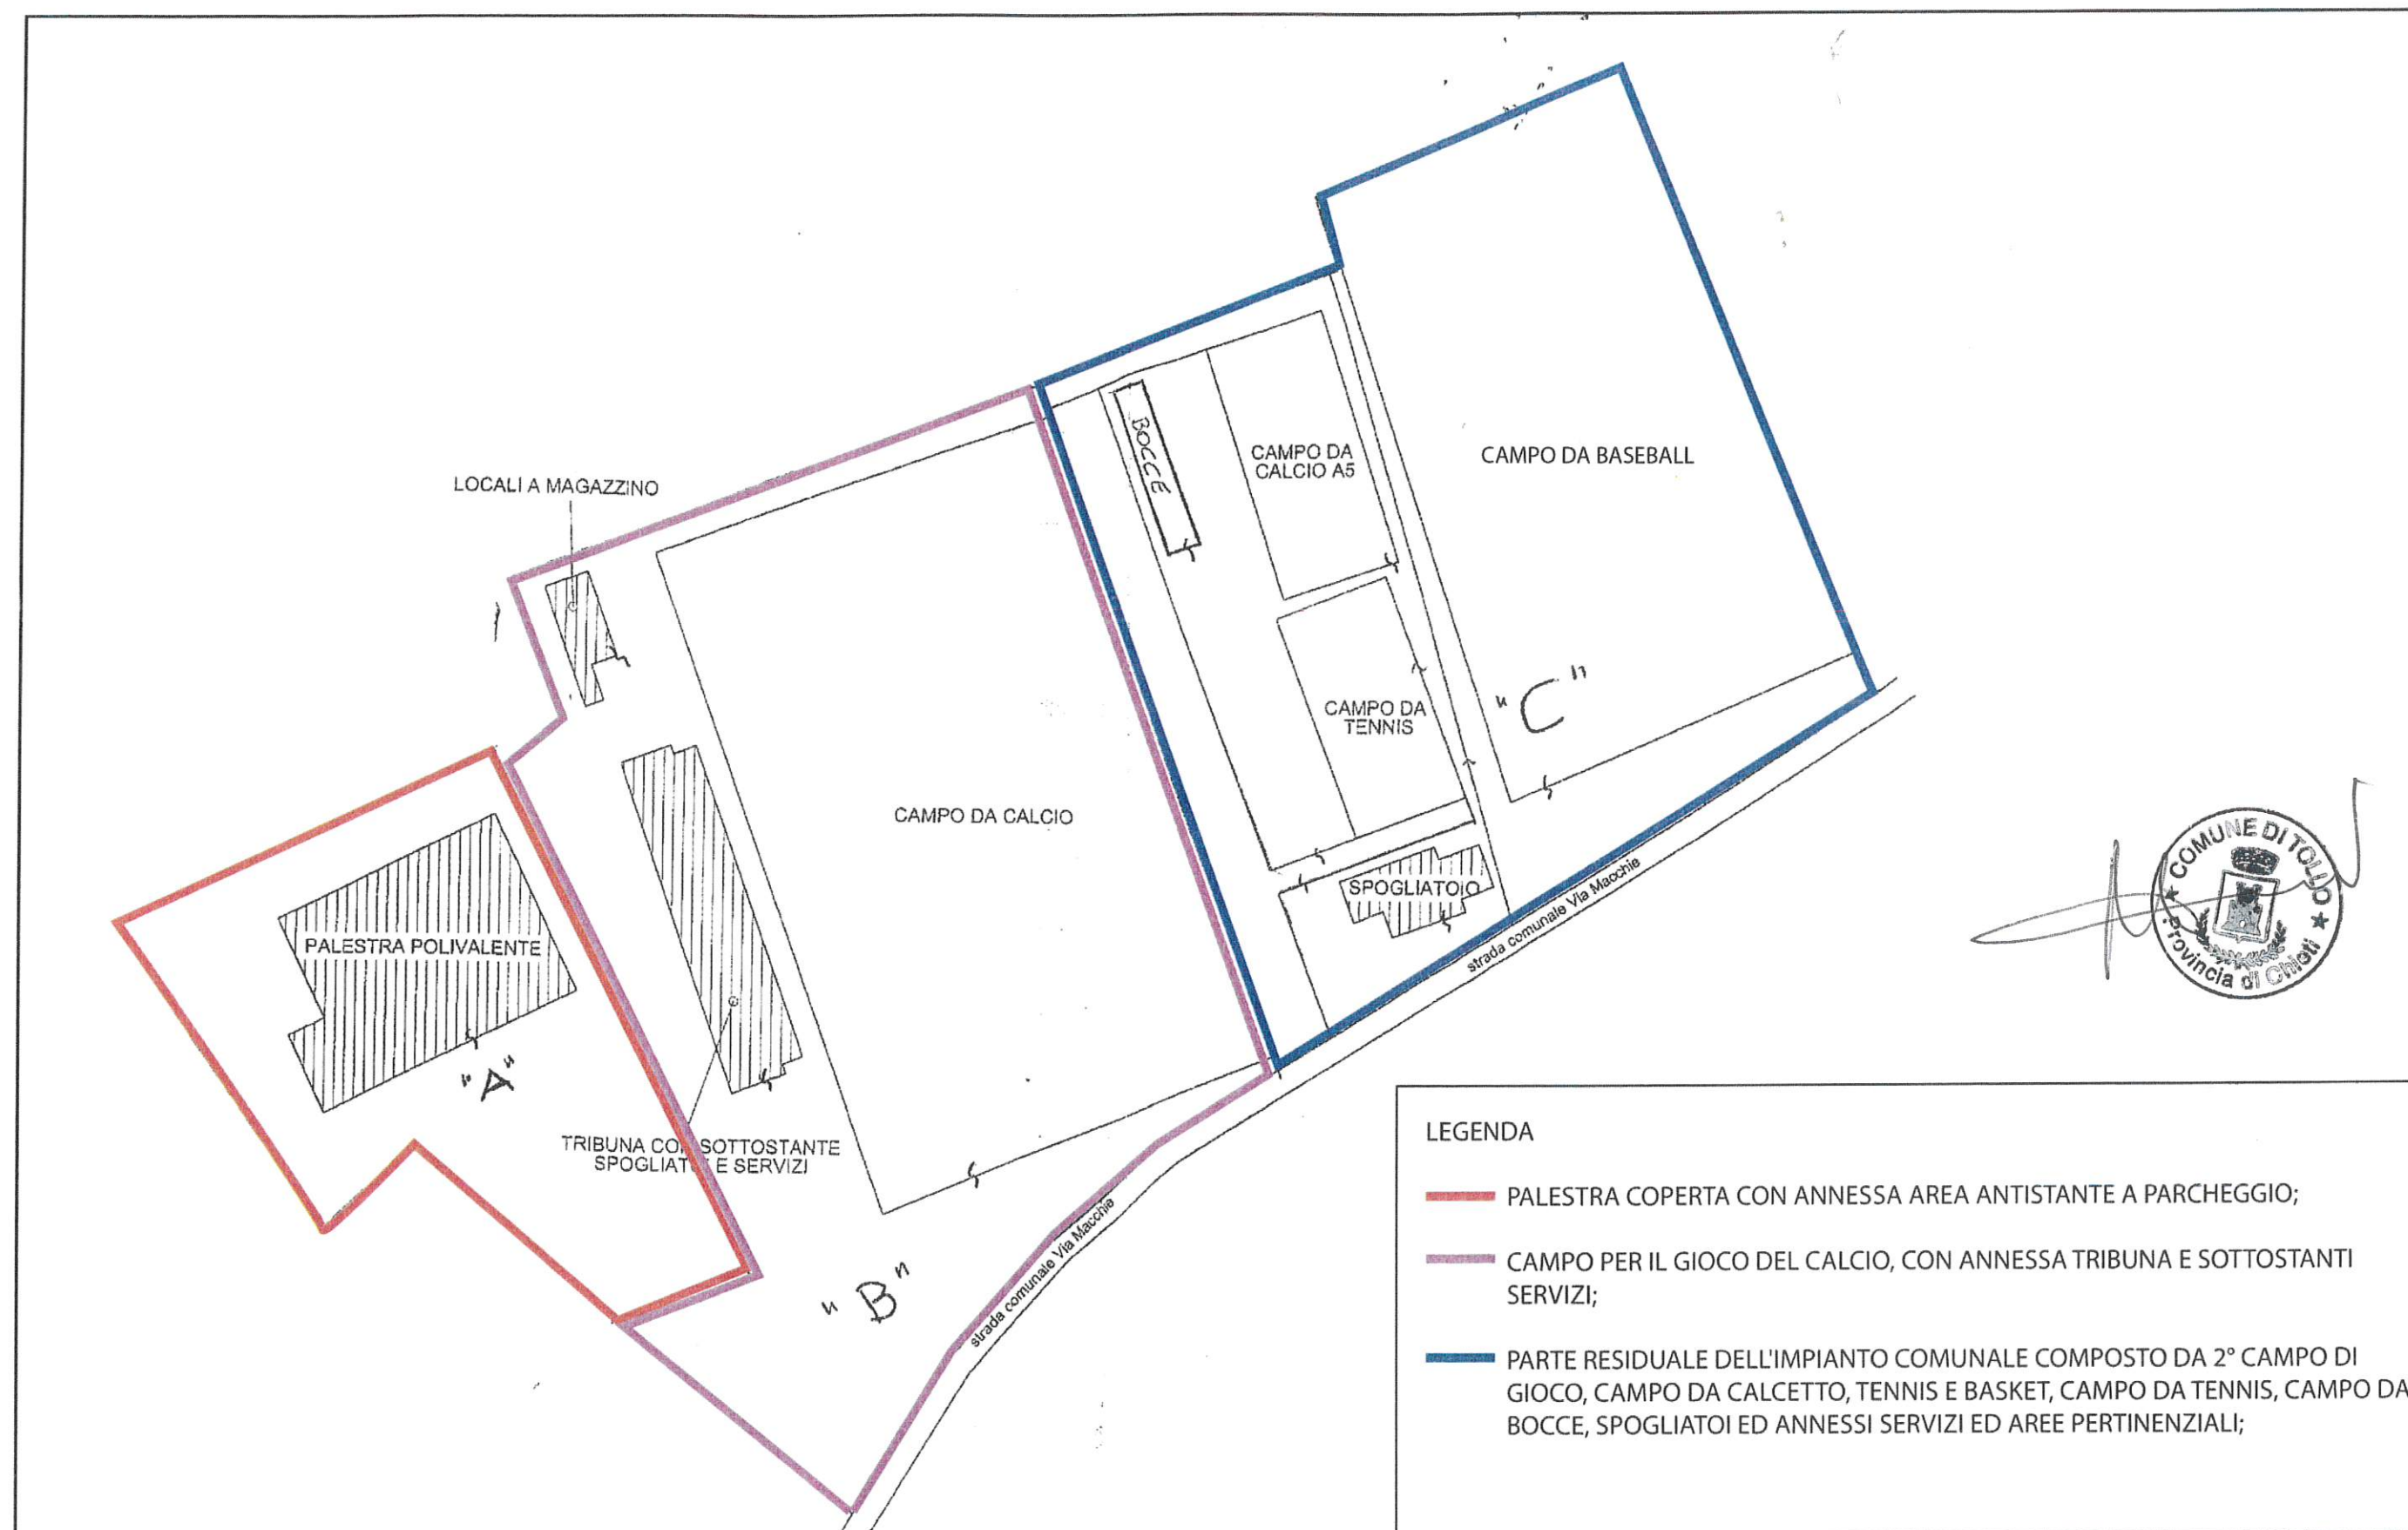 LOCALI A MAGAZZINO
BOCCE
CAMPO DA
CALCIO A5
CAMPO DA BASEBALL
CAMPO DA
TENNIS
"C"
CAMPO DA CALCIO
SPOGLIATOIO
strada comunale Via Macchie
COMUNE DI TOLLO
Provincia di Chieti
PALESTRA POLIVALENTE
"A"
TRIBUNA CON SOTTOSTANTE
SPOGLIATOI E SERVIZI
"B"
strada comunale Via Macchie
LEGENDA
PALESTRA COPERTA CON ANNESSA AREA ANTISTANTE A PARCHEGGIO;
CAMPO PER IL GIOCO DEL CALCIO, CON ANNESSA TRIBUNA E SOTTOSTANTI
SERVIZI;
PARTE RESIDUALE DELL'IMPIANTO COMUNALE COMPOSTO DA 2° CAMPO DI
GIOCO, CAMPO DA CALCETTO, TENNIS E BASKET, CAMPO DA TENNIS, CAMPO DA
BOCCE, SPOGLIATOI ED ANNESSI SERVIZI ED AREE PERTINENZIALI;